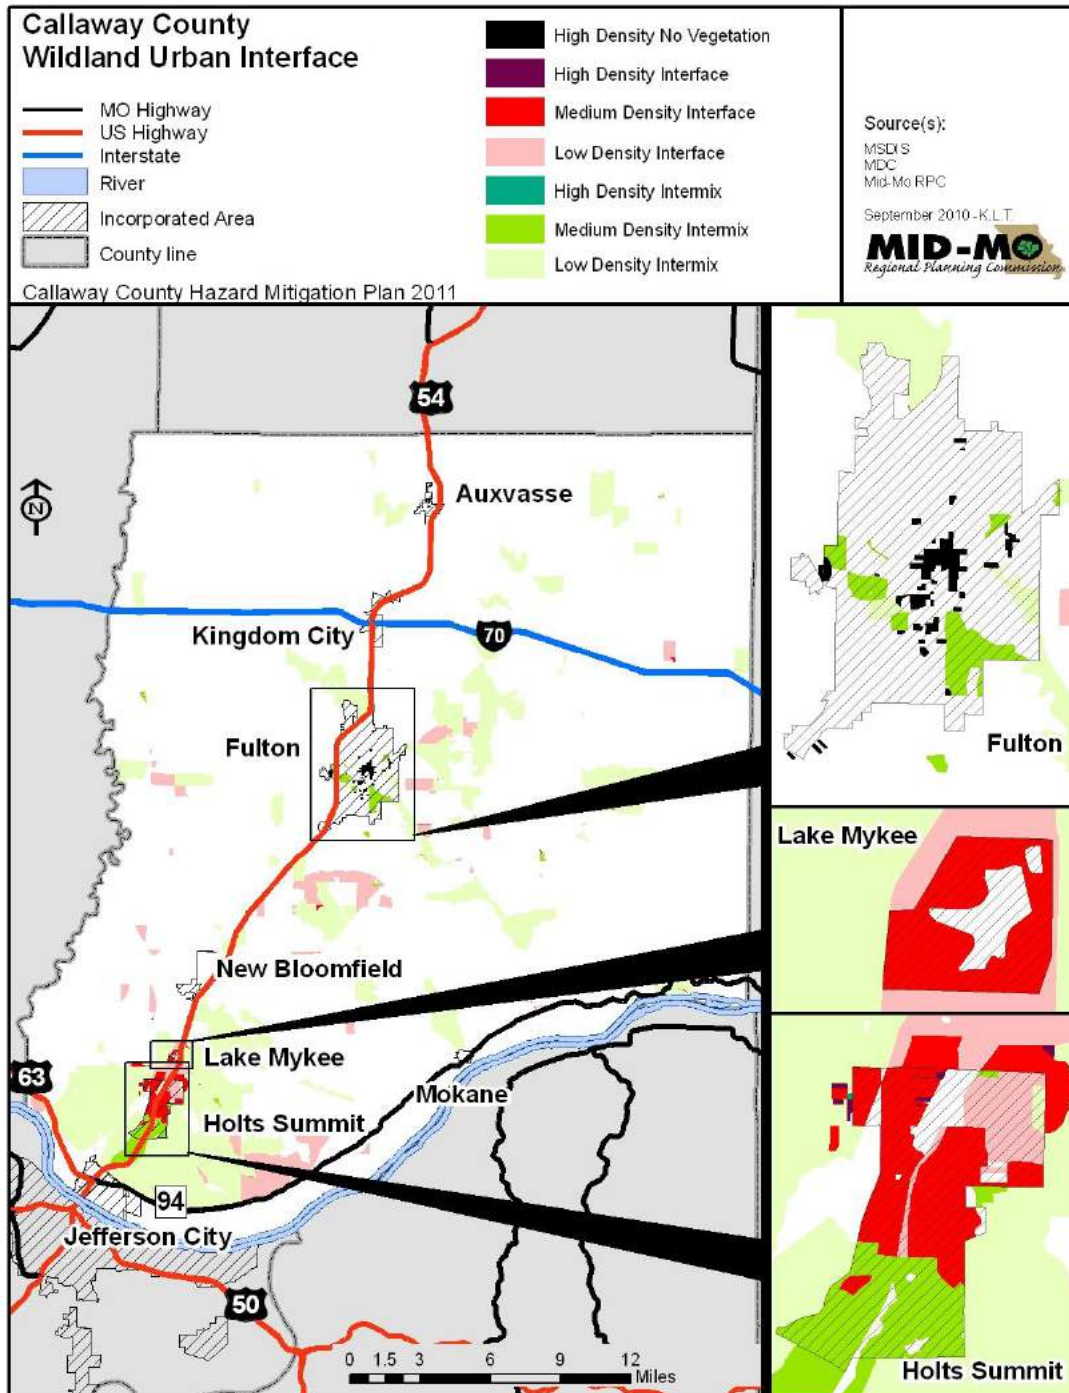 Callaway County
Wildland Urban Interface
MO Highway
US Highway
Interstate
River
Incorporated Area
County line
Callaway County Hazard Mitigation Plan 2011
High Density No Vegetation
High Density Interface
Medium Density Interface
Low Density Interface
High Density Intermix
Medium Density Intermix
Low Density Intermix
Source(s):
MSDIS
MDC
Mid-Mo RPC
September 2010 - K.L.T.
MID-MO
Regional Planning Commission
54
N
Auxvasse
Kingdom City
70
Fulton
New Bloomfield
Lake Mykee
63
Mokane
Holts Summit
94
Jefferson City
50
0 1.5 3 6 9 12
Miles
Fulton
Lake Mykee
Holts Summit